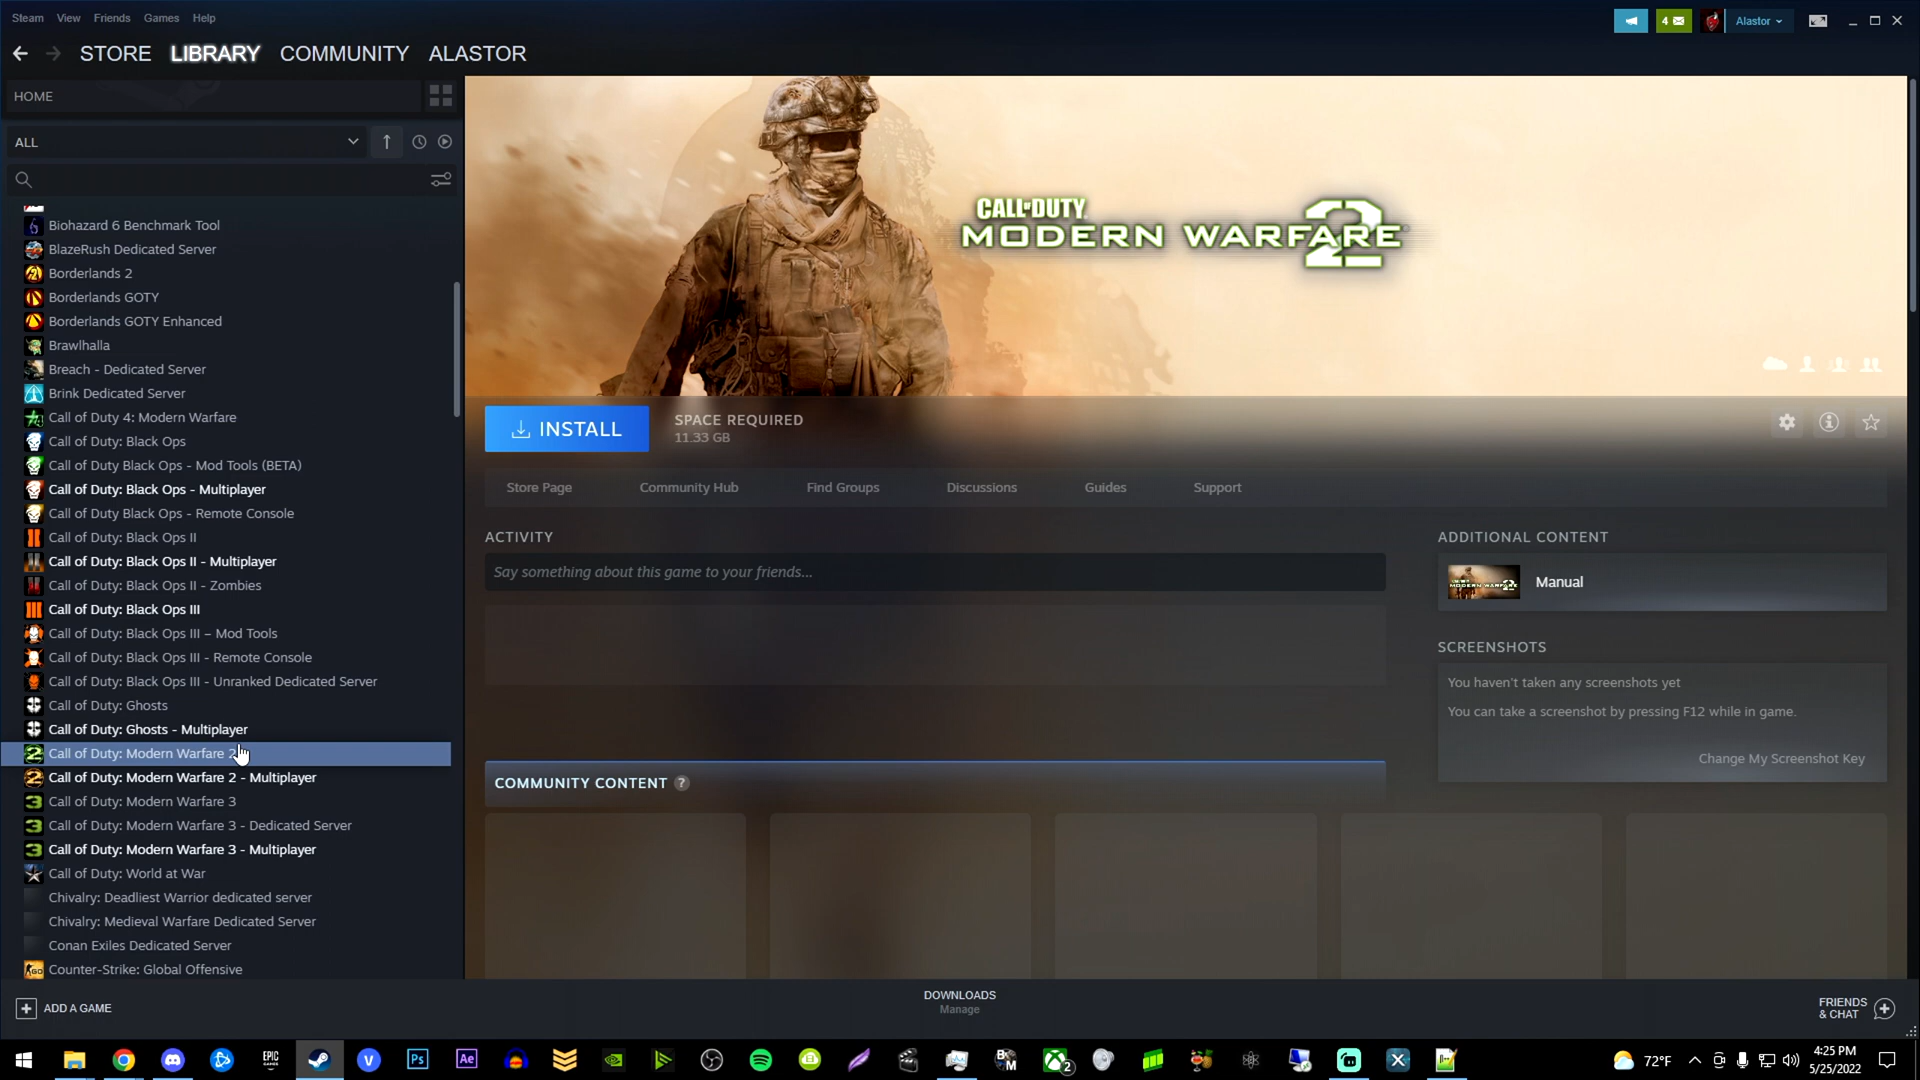 Steam View Friends Games Help
4
Alastor
STORE LIBRARY COMMUNITY ALASTOR
HOME
ALL
Biohazard 6 Benchmark Tool
BlazeRush Dedicated Server
Borderlands 2
Borderlands GOTY
Borderlands GOTY Enhanced
Brawlhalla
Breach - Dedicated Server
Brink Dedicated Server
Call of Duty 4: Modern Warfare
Call of Duty: Black Ops
Call of Duty Black Ops - Mod Tools (BETA)
Call of Duty: Black Ops - Multiplayer
Call of Duty Black Ops - Remote Console
Call of Duty: Black Ops II
Call of Duty: Black Ops II - Multiplayer
Call of Duty: Black Ops II - Zombies
Call of Duty: Black Ops III
Call of Duty: Black Ops III – Mod Tools
Call of Duty: Black Ops III - Remote Console
Call of Duty: Black Ops III - Unranked Dedicated Server
Call of Duty: Ghosts
Call of Duty: Ghosts - Multiplayer
Call of Duty: Modern Warfare 2
Call of Duty: Modern Warfare 2 - Multiplayer
Call of Duty: Modern Warfare 3
Call of Duty: Modern Warfare 3 - Dedicated Server
Call of Duty: Modern Warfare 3 - Multiplayer
Call of Duty: World at War
Chivalry: Deadliest Warrior dedicated server
Chivalry: Medieval Warfare Dedicated Server
Conan Exiles Dedicated Server
Counter-Strike: Global Offensive
CALL OF DUTY
MODERN WARFARE 2
INSTALL
SPACE REQUIRED
11.33 GB
Store Page Community Hub Find Groups Discussions Guides Support
ACTIVITY
Say something about this game to your friends...
COMMUNITY CONTENT ?
ADDITIONAL CONTENT
Manual
SCREENSHOTS
You haven't taken any screenshots yet
You can take a screenshot by pressing F12 while in game.
Change My Screenshot Key
ADD A GAME
DOWNLOADS
Manage
FRIENDS
& CHAT
EPIC
GAMES
V
Ps
Ae
2
72°F
4:25 PM
5/25/2022